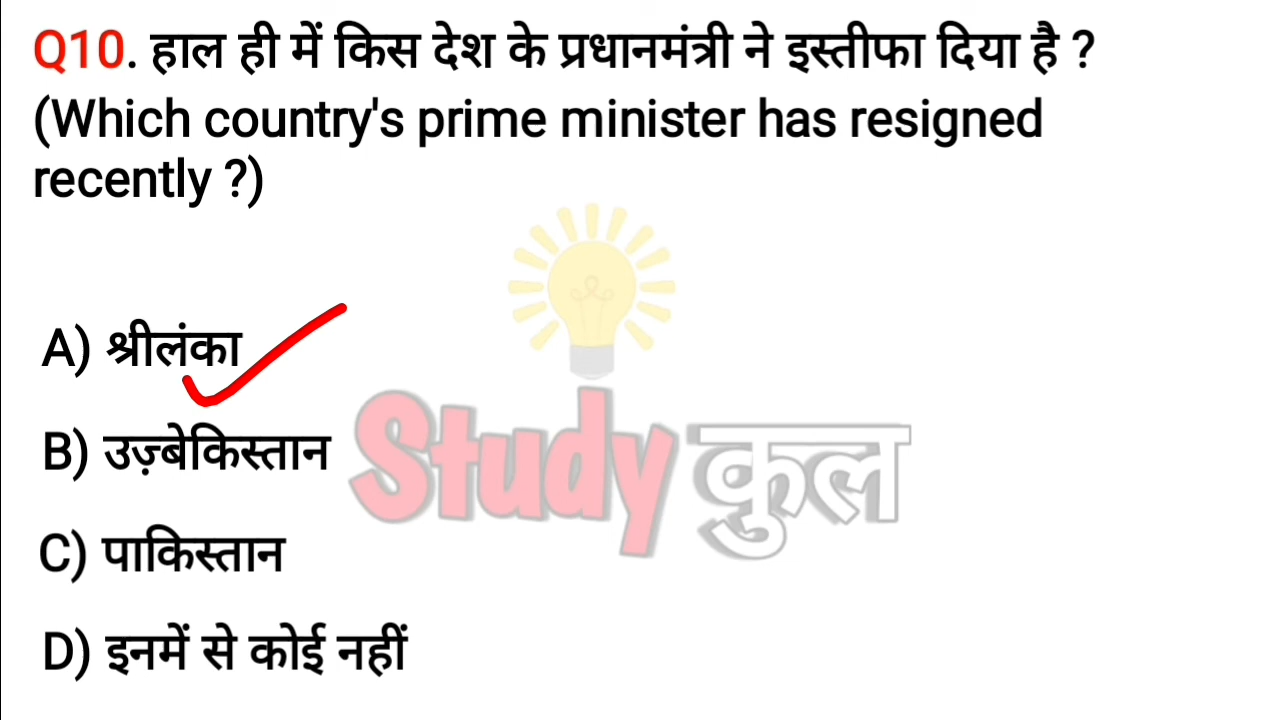 Q10. हाल ही में किस देश के प्रधानमंत्री ने इस्तीफा दिया है ?
(Which country's prime minister has resigned
recently ?)
A) श्रीलंका
B) उज़्बेकिस्तान
Study कुल
C) पाकिस्तान
D) इनमें से कोई नहीं